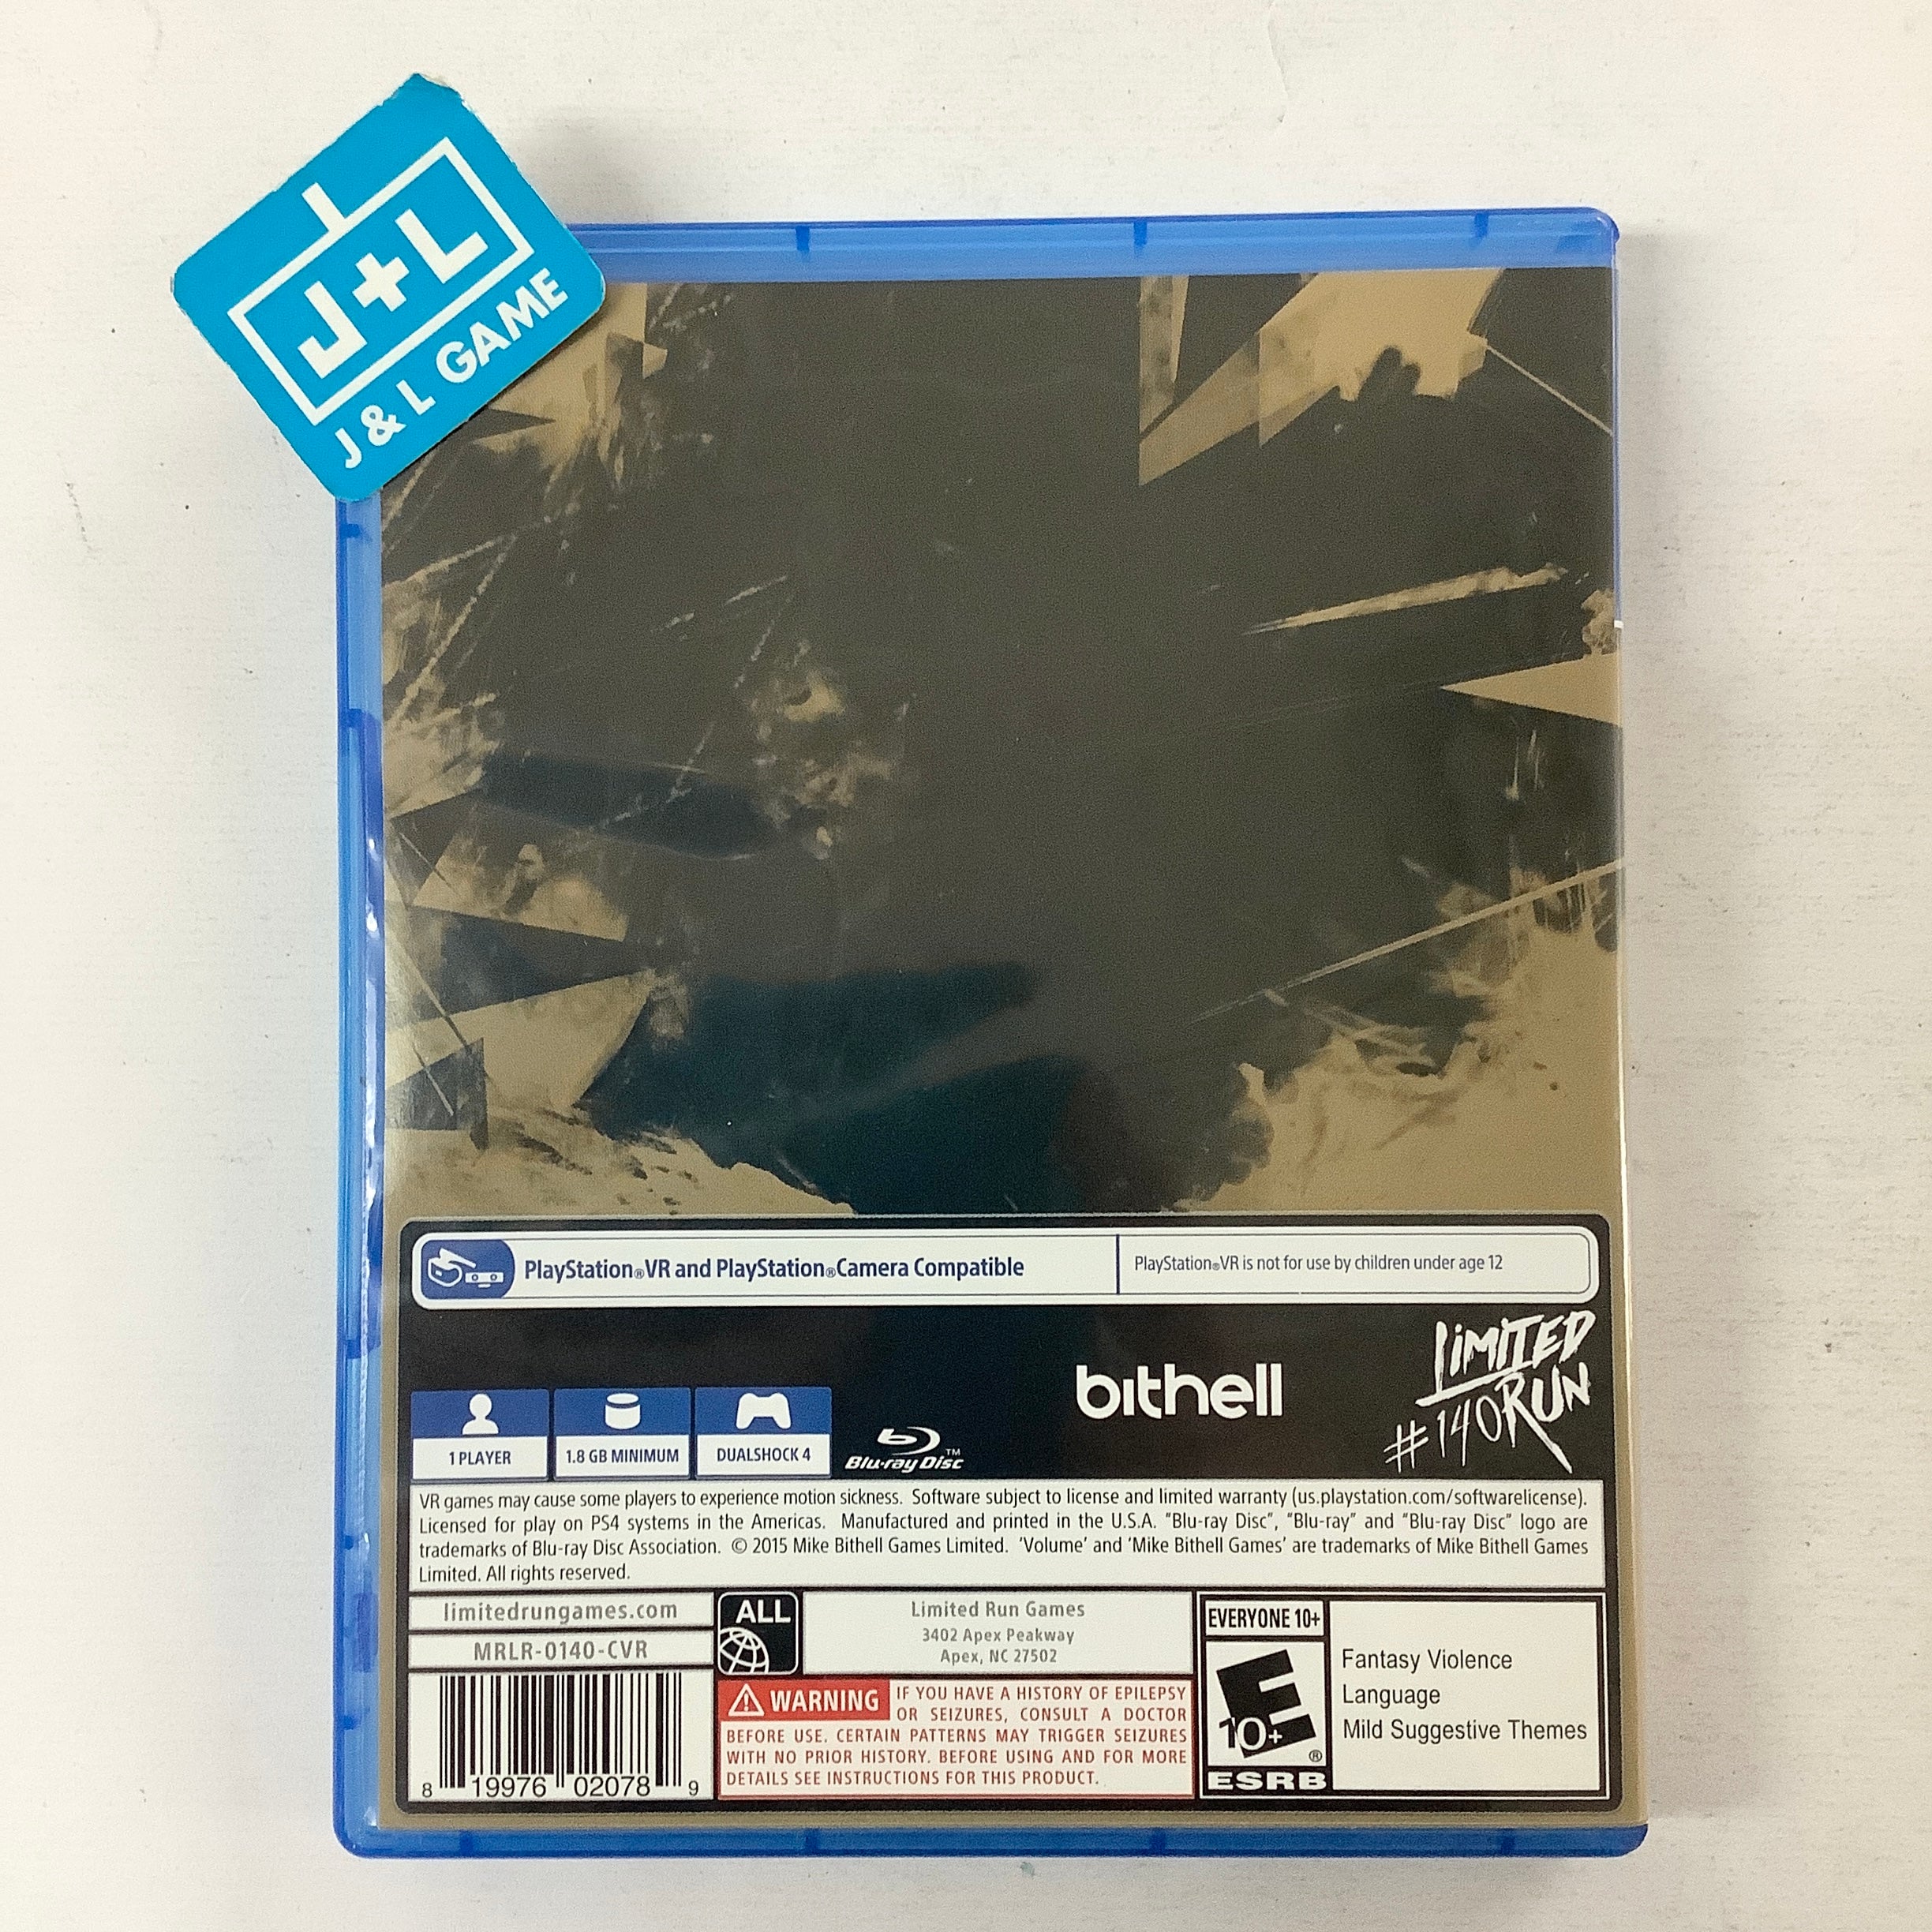 J+L
J & L GAME
PlayStation®VR and PlayStation®Camera Compatible
PlayStation®VR is not for use by children under age 12
LiMiTED
RUN
#140
bithell
1 PLAYER
1.8 GB MINIMUM
DUALSHOCK 4
Blu-ray Disc™
VR games may cause some players to experience motion sickness. Software subject to license and limited warranty (us.playstation.com/softwarelicense).
Licensed for play on PS4 systems in the Americas. Manufactured and printed in the U.S.A. "Blu-ray Disc", "Blu-ray" and "Blu-ray Disc" logo are
trademarks of Blu-ray Disc Association. © 2015 Mike Bithell Games Limited. 'Volume' and 'Mike Bithell Games' are trademarks of Mike Bithell Games
Limited. All rights reserved.
limitedrungames.com
MRLR-0140-CVR
8 19976 02078 9
ALL
Limited Run Games
3402 Apex Peakway
Apex, NC 27502
WARNING IF YOU HAVE A HISTORY OF EPILEPSY
OR SEIZURES, CONSULT A DOCTOR
BEFORE USE. CERTAIN PATTERNS MAY TRIGGER SEIZURES
WITH NO PRIOR HISTORY. BEFORE USING AND FOR MORE
DETAILS SEE INSTRUCTIONS FOR THIS PRODUCT.
EVERYONE 10+
E
10+
®
ESRB
Fantasy Violence
Language
Mild Suggestive Themes